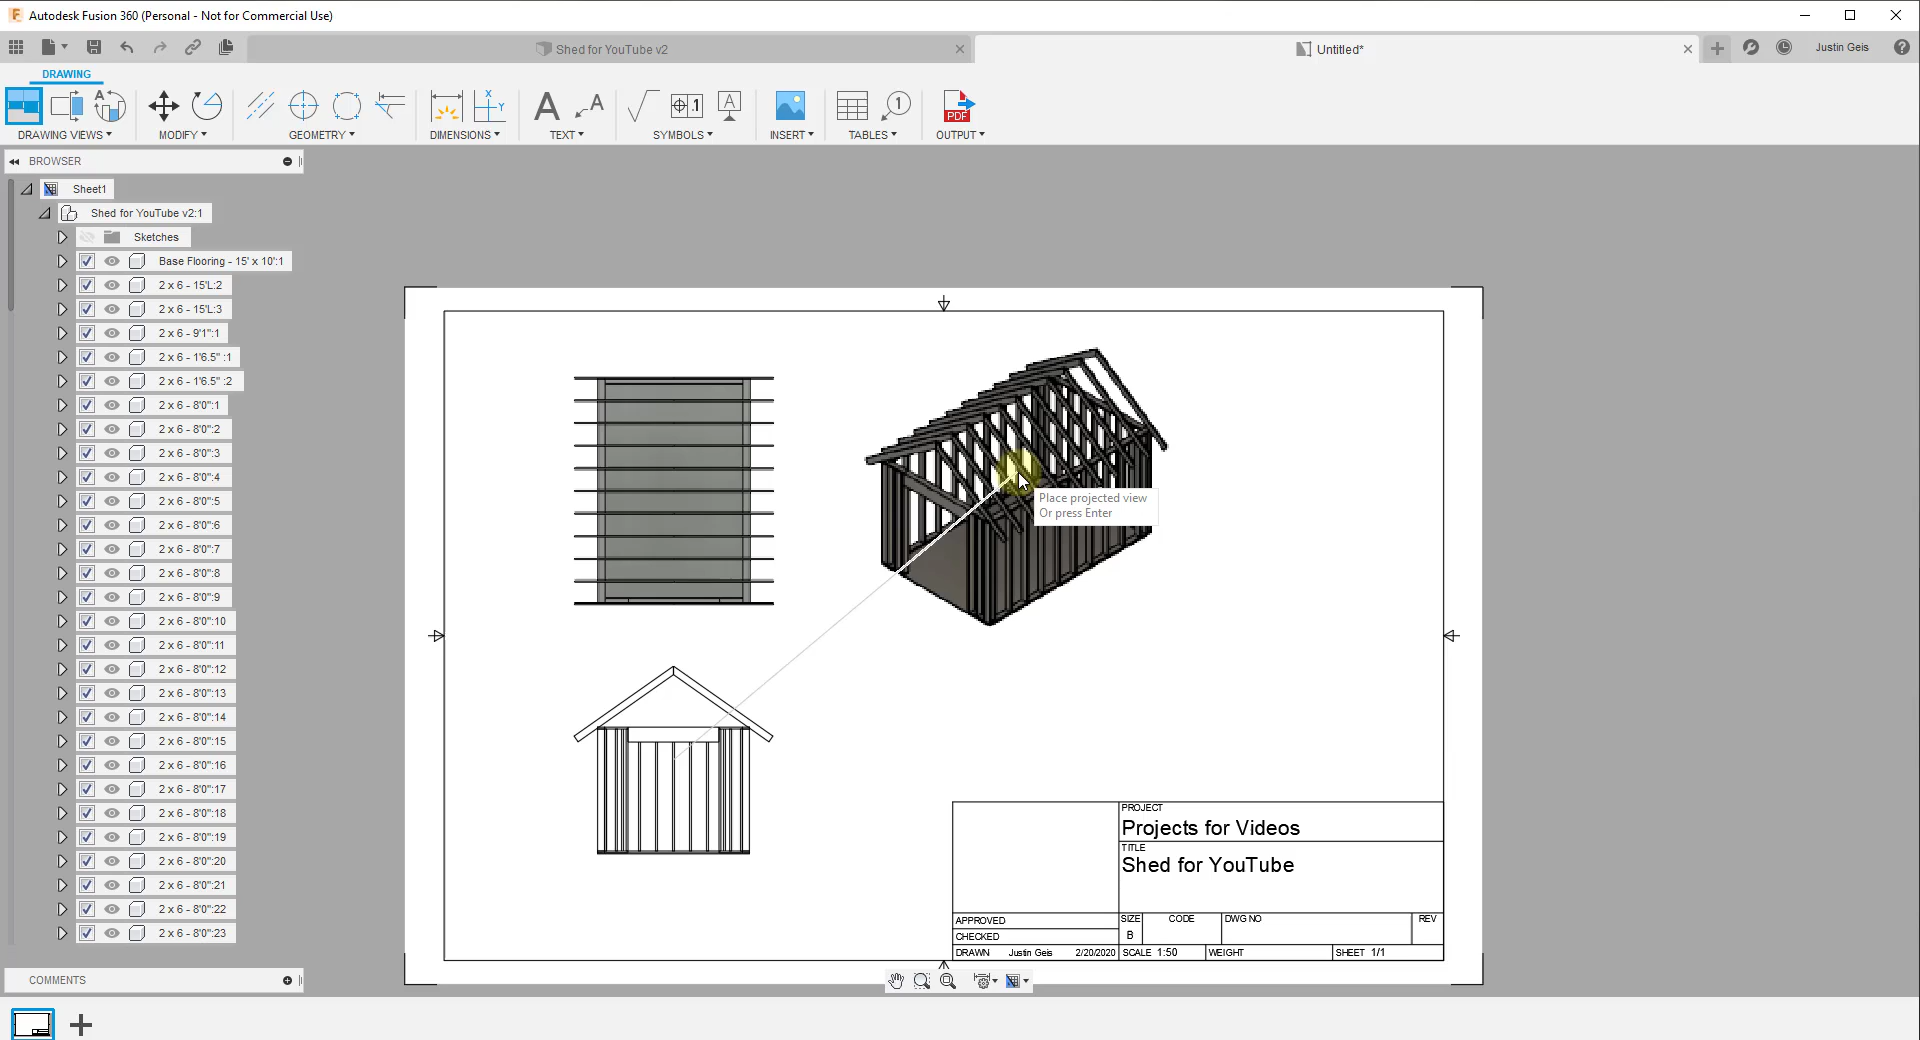 Autodesk Fusion 360 (Personal - Not for Commercial Use)
Shed for YouTube v2
Untitled*
Justin Geis
DRAWING
DRAWING VIEWS
MODIFY
GEOMETRY
DIMENSIONS
TEXT
SYMBOLS
INSERT
TABLES
OUTPUT
BROWSER
Sheet1
Shed for YouTube v2:1
Sketches
Base Flooring - 15' x 10':1
2 x 6 - 15'L:2
2 x 6 - 15'L:3
2 x 6 - 9'1":1
2 x 6 - 1'6.5" :1
2 x 6 - 1'6.5" :2
2 x 6 - 8'0":1
2 x 6 - 8'0":2
2 x 6 - 8'0":3
2 x 6 - 8'0":4
2 x 6 - 8'0":5
2 x 6 - 8'0":6
2 x 6 - 8'0":7
2 x 6 - 8'0":8
2 x 6 - 8'0":9
2 x 6 - 8'0":10
2 x 6 - 8'0":11
2 x 6 - 8'0":12
2 x 6 - 8'0":13
2 x 6 - 8'0":14
2 x 6 - 8'0":15
2 x 6 - 8'0":16
2 x 6 - 8'0":17
2 x 6 - 8'0":18
2 x 6 - 8'0":19
2 x 6 - 8'0":20
2 x 6 - 8'0":21
2 x 6 - 8'0":22
2 x 6 - 8'0":23
COMMENTS
Place projected view
Or press Enter
PROJECT
Projects for Videos
TITLE
Shed for YouTube
APPROVED
CHECKED
DRAWN Justin Geis 2/20/2020
SIZE
B
CODE
DWG NO
REV
SCALE 1:50
WEIGHT
SHEET 1/1